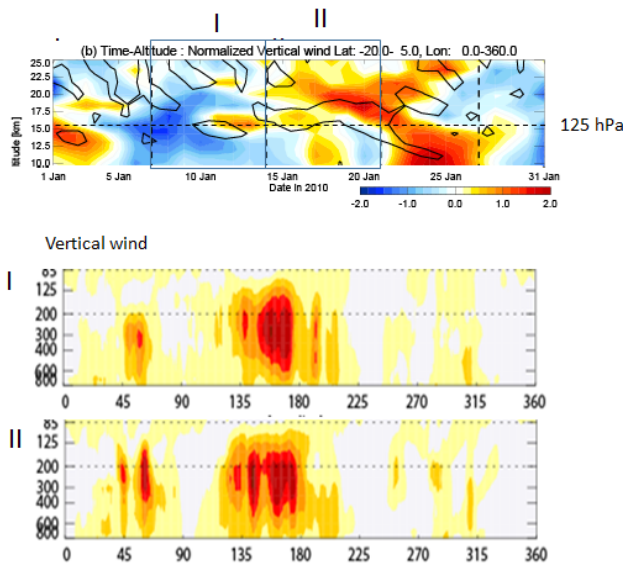 I
II
(b) Time-Altitude : Normalized Vertical wind Lat: -20.0- 5.0, Lon: 0.0-360.0
25.0
22.5
20.0
17.5
15.0
12.5
10.0
ltitude [km]
125 hPa
1 Jan 5 Jan 10 Jan 15 Jan 20 Jan 25 Jan 31 Jan
Date in 2010
-2.0 -1.0 0.0 1.0 2.0
Vertical wind
I
85
125
200
300
400
600
800
0 45 90 135 180 225 270 315 360
II
85
125
200
300
400
600
800
0 45 90 135 180 225 270 315 360